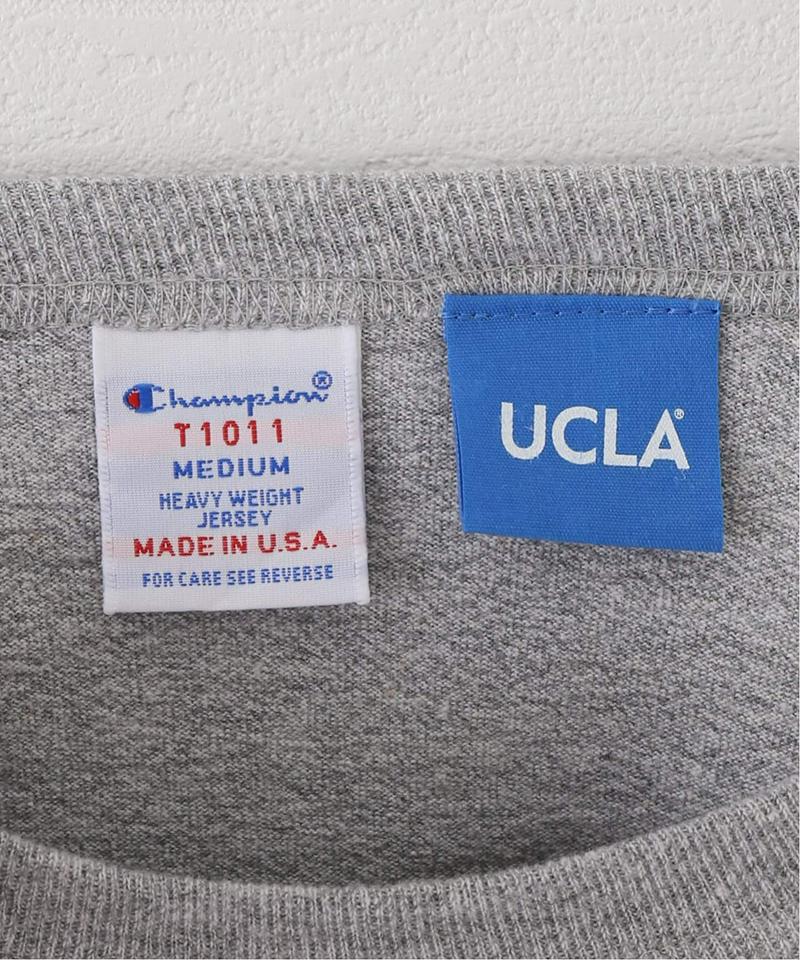 Champion®
T1011
MEDIUM
HEAVY WEIGHT
JERSEY
MADE IN U.S.A.
FOR CARE SEE REVERSE
UCLA®